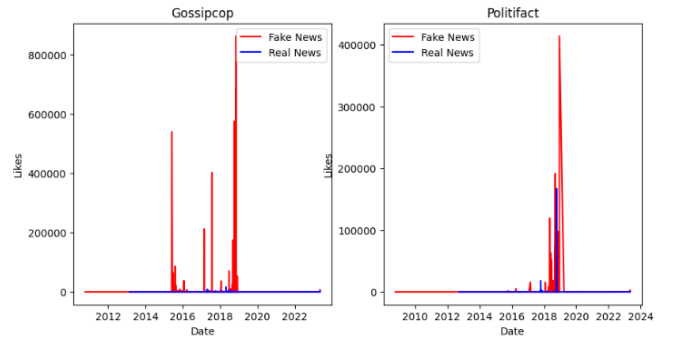 Gossipcop
Fake News
Real News
800000
600000
400000
200000
0
Likes
2012 2014 2016 2018 2020 2022
Date
Politifact
Fake News
Real News
400000
300000
200000
100000
0
Likes
2010 2012 2014 2016 2018 2020 2022 2024
Date